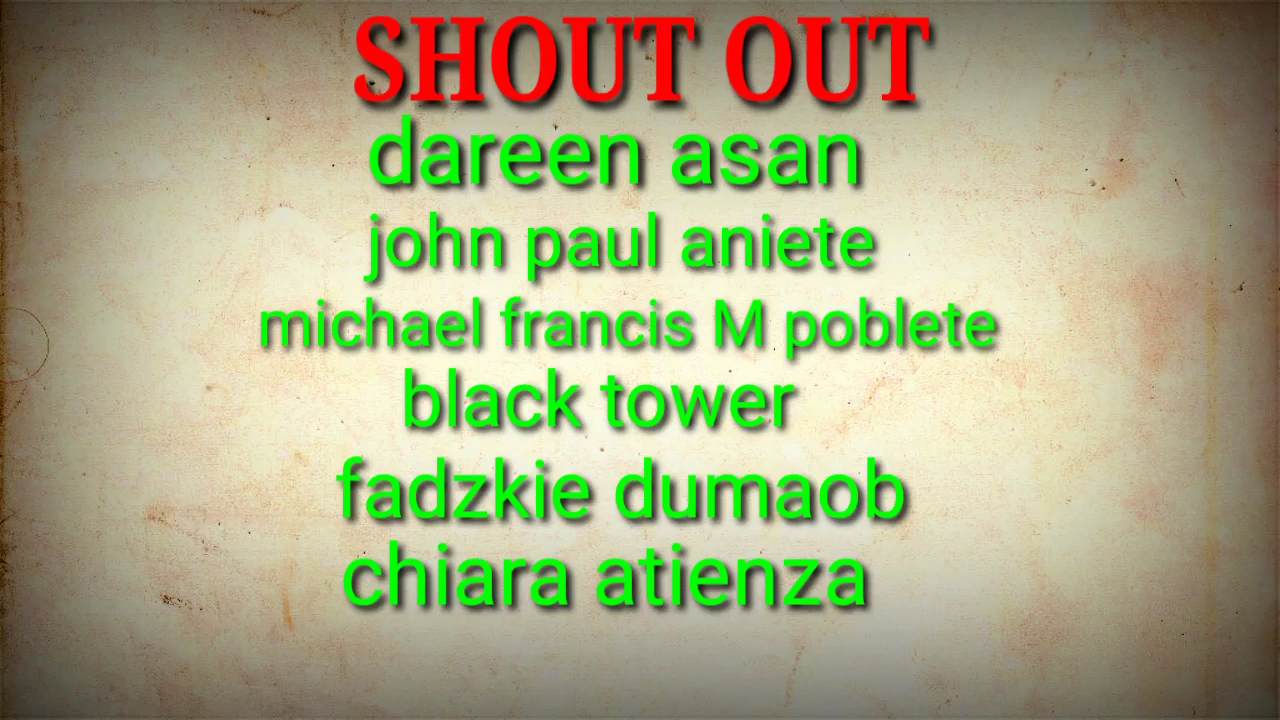 SHOUT OUT
dareen asan
john paul aniete
michael francis M poblete
black tower
fadzkie dumaob
chiara atienza